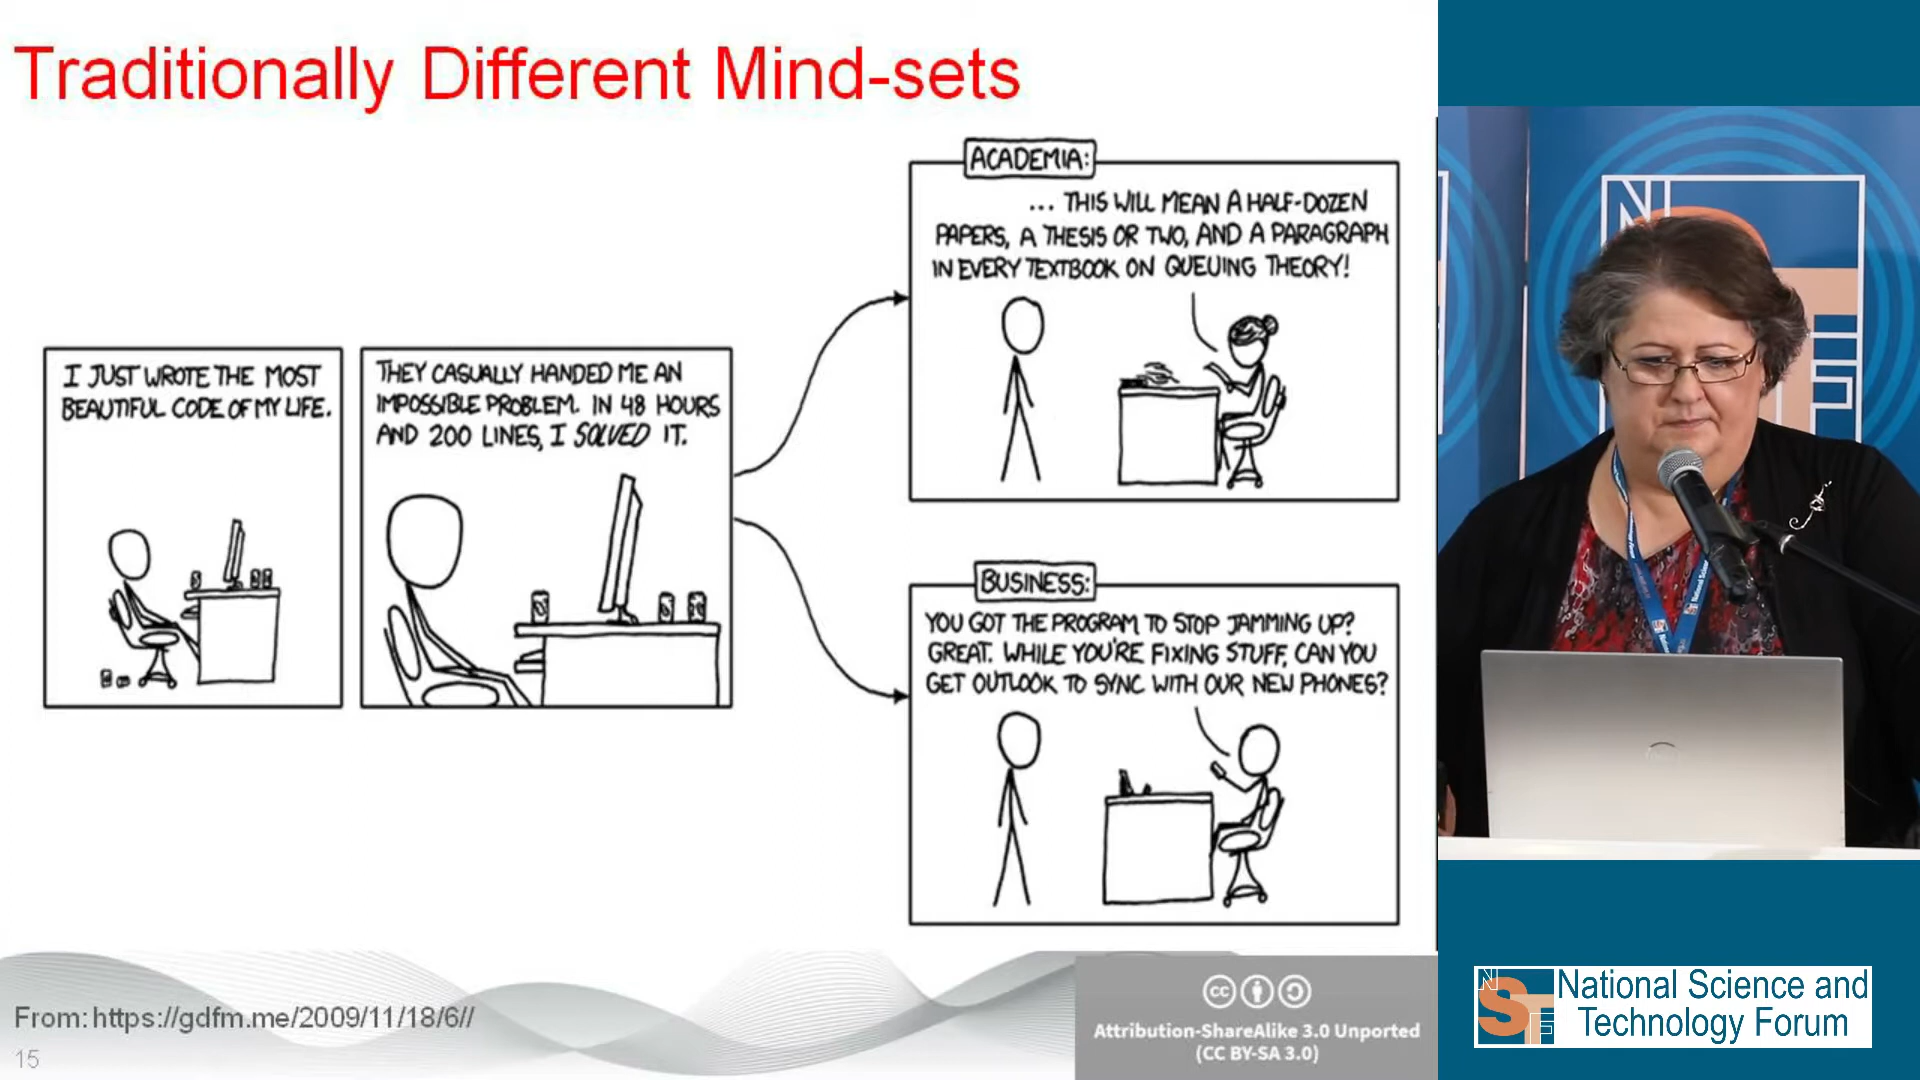 Traditionally Different Mind-sets
I JUST WROTE THE MOST
BEAUTIFUL CODE OF MY LIFE.
THEY CASUALLY HANDED ME AN
IMPOSSIBLE PROBLEM. IN 48 HOURS
AND 200 LINES, I SOLVED IT.
ACADEMIA:
... THIS WILL MEAN A HALF-DOZEN
PAPERS, A THESIS OR TWO, AND A PARAGRAPH
IN EVERY TEXTBOOK ON QUEUING THEORY!
BUSINESS:
YOU GOT THE PROGRAM TO STOP JAMMING UP?
GREAT. WHILE YOU'RE FIXING STUFF, CAN YOU
GET OUTLOOK TO SYNC WITH OUR NEW PHONES?
From: https://gdfm.me/2009/11/18/6//
15
cc
Attribution-ShareAlike 3.0 Unported
(CC BY-SA 3.0)
National Science and
Technology Forum